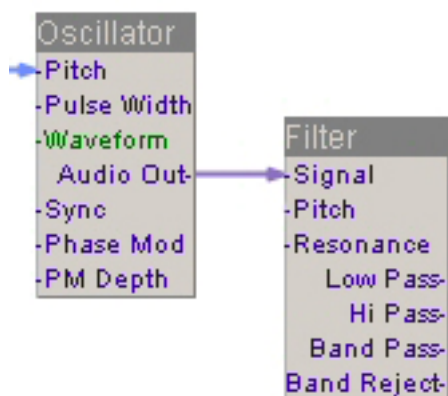 Oscillator
Pitch
Pulse Width
Waveform
Audio Out
Sync
Phase Mod
PM Depth
Filter
Signal
Pitch
Resonance
Low Pass
Hi Pass
Band Pass
Band Reject